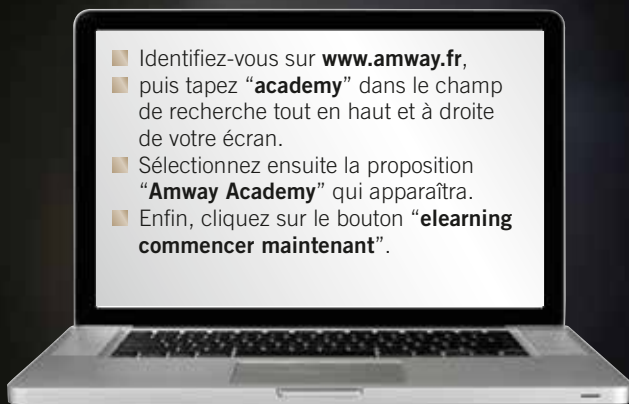 Identifiez-vous sur www.amway.fr,
puis tapez “academy” dans le champ
de recherche tout en haut et à droite
de votre écran.
Sélectionnez ensuite la proposition
“Amway Academy” qui apparaîtra.
Enfin, cliquez sur le bouton “elearning
commencer maintenant”.